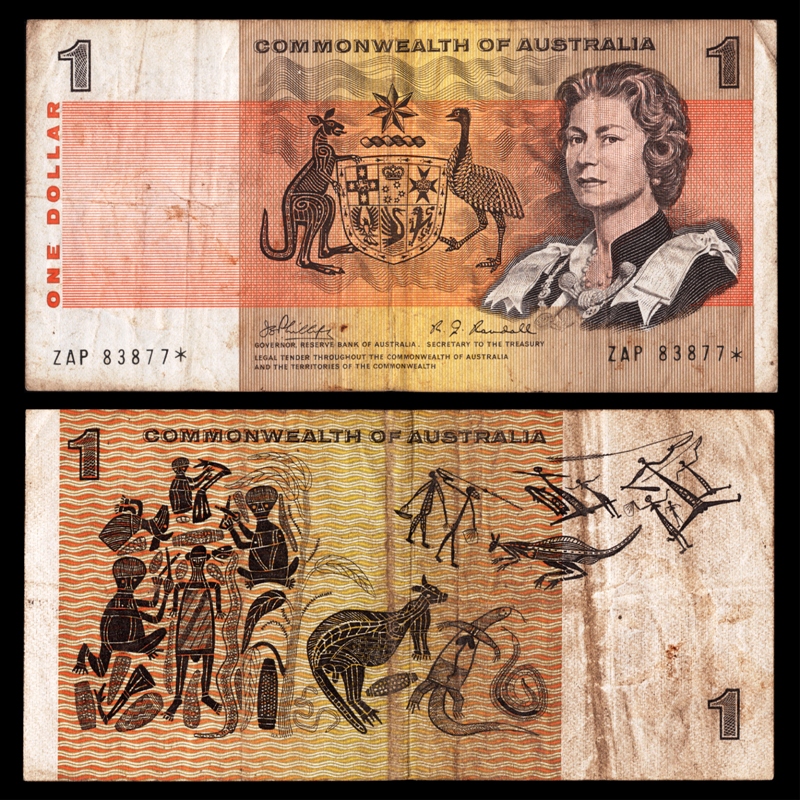 1
COMMONWEALTH OF AUSTRALIA
1
ONE DOLLAR
R. J. Randall
GOVERNOR, RESERVE BANK OF AUSTRALIA. SECRETARY TO THE TREASURY
LEGAL TENDER THROUGHOUT THE COMMONWEALTH OF AUSTRALIA
AND THE TERRITORIES OF THE COMMONWEALTH
ZAP 83877*
ZAP 83877*
1
COMMONWEALTH OF AUSTRALIA
1